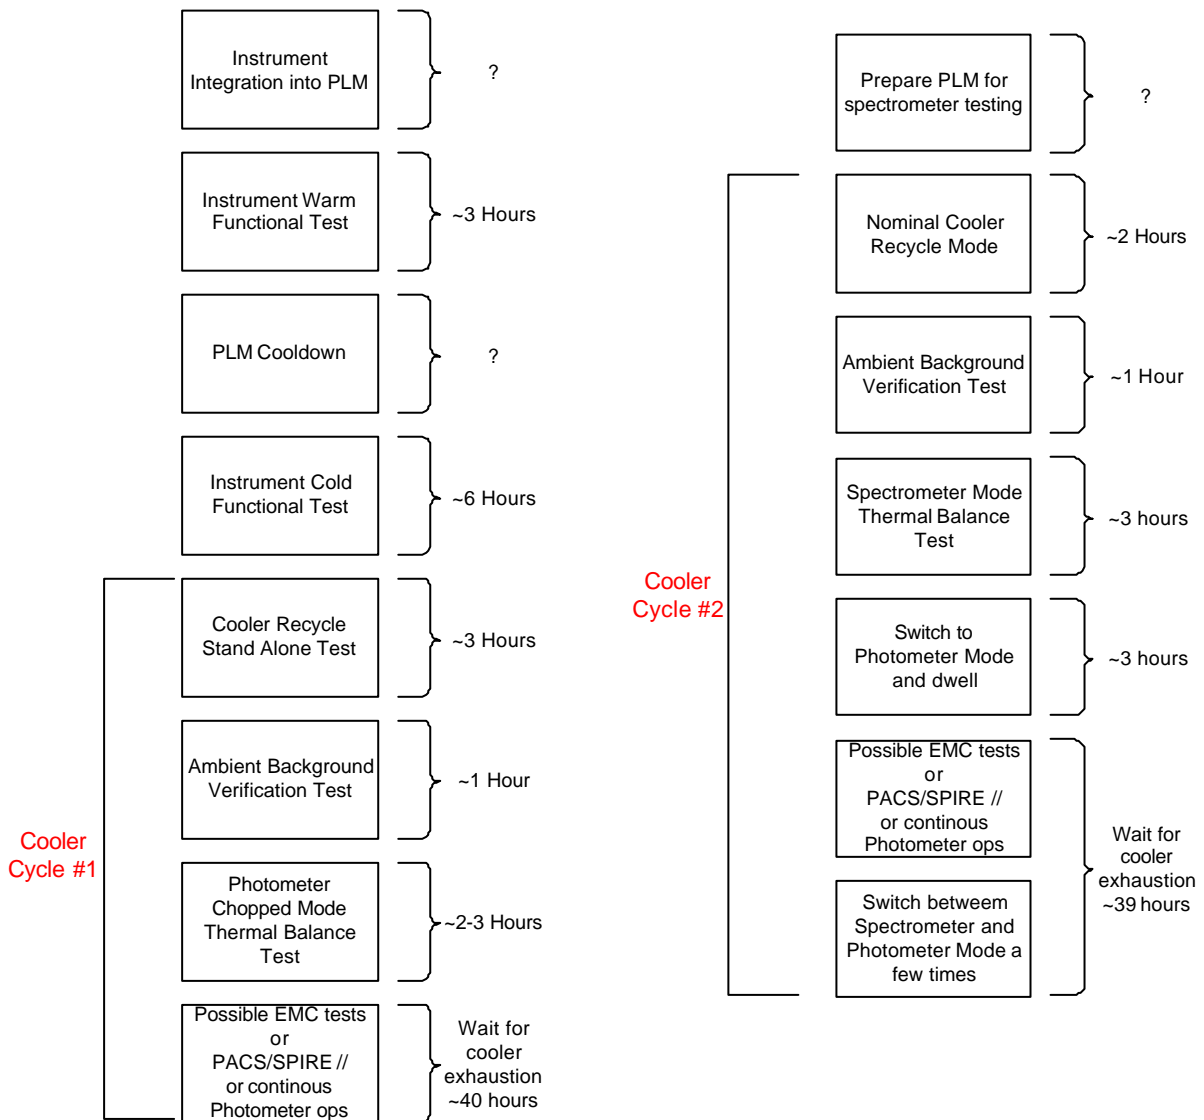 Instrument
Integration into PLM
?
Instrument Warm
Functional Test
~3 Hours
PLM Cooldown
?
Instrument Cold
Functional Test
~6 Hours
Cooler
Cycle #1
Cooler Recycle
Stand Alone Test
~3 Hours
Ambient Background
Verification Test
~1 Hour
Photometer
Chopped Mode
Thermal Balance
Test
~2-3 Hours
Possible EMC tests
or
PACS/SPIRE //
or continous
Photometer ops
Wait for
cooler
exhaustion
~40 hours
Prepare PLM for
spectrometer testing
?
Cooler
Cycle #2
Nominal Cooler
Recycle Mode
~2 Hours
Ambient Background
Verification Test
~1 Hour
Spectrometer Mode
Thermal Balance
Test
~3 hours
Switch to
Photometer Mode
and dwell
~3 hours
Possible EMC tests
or
PACS/SPIRE //
or continous
Photometer ops
Switch betweem
Spectrometer and
Photometer Mode a
few times
Wait for
cooler
exhaustion
~39 hours